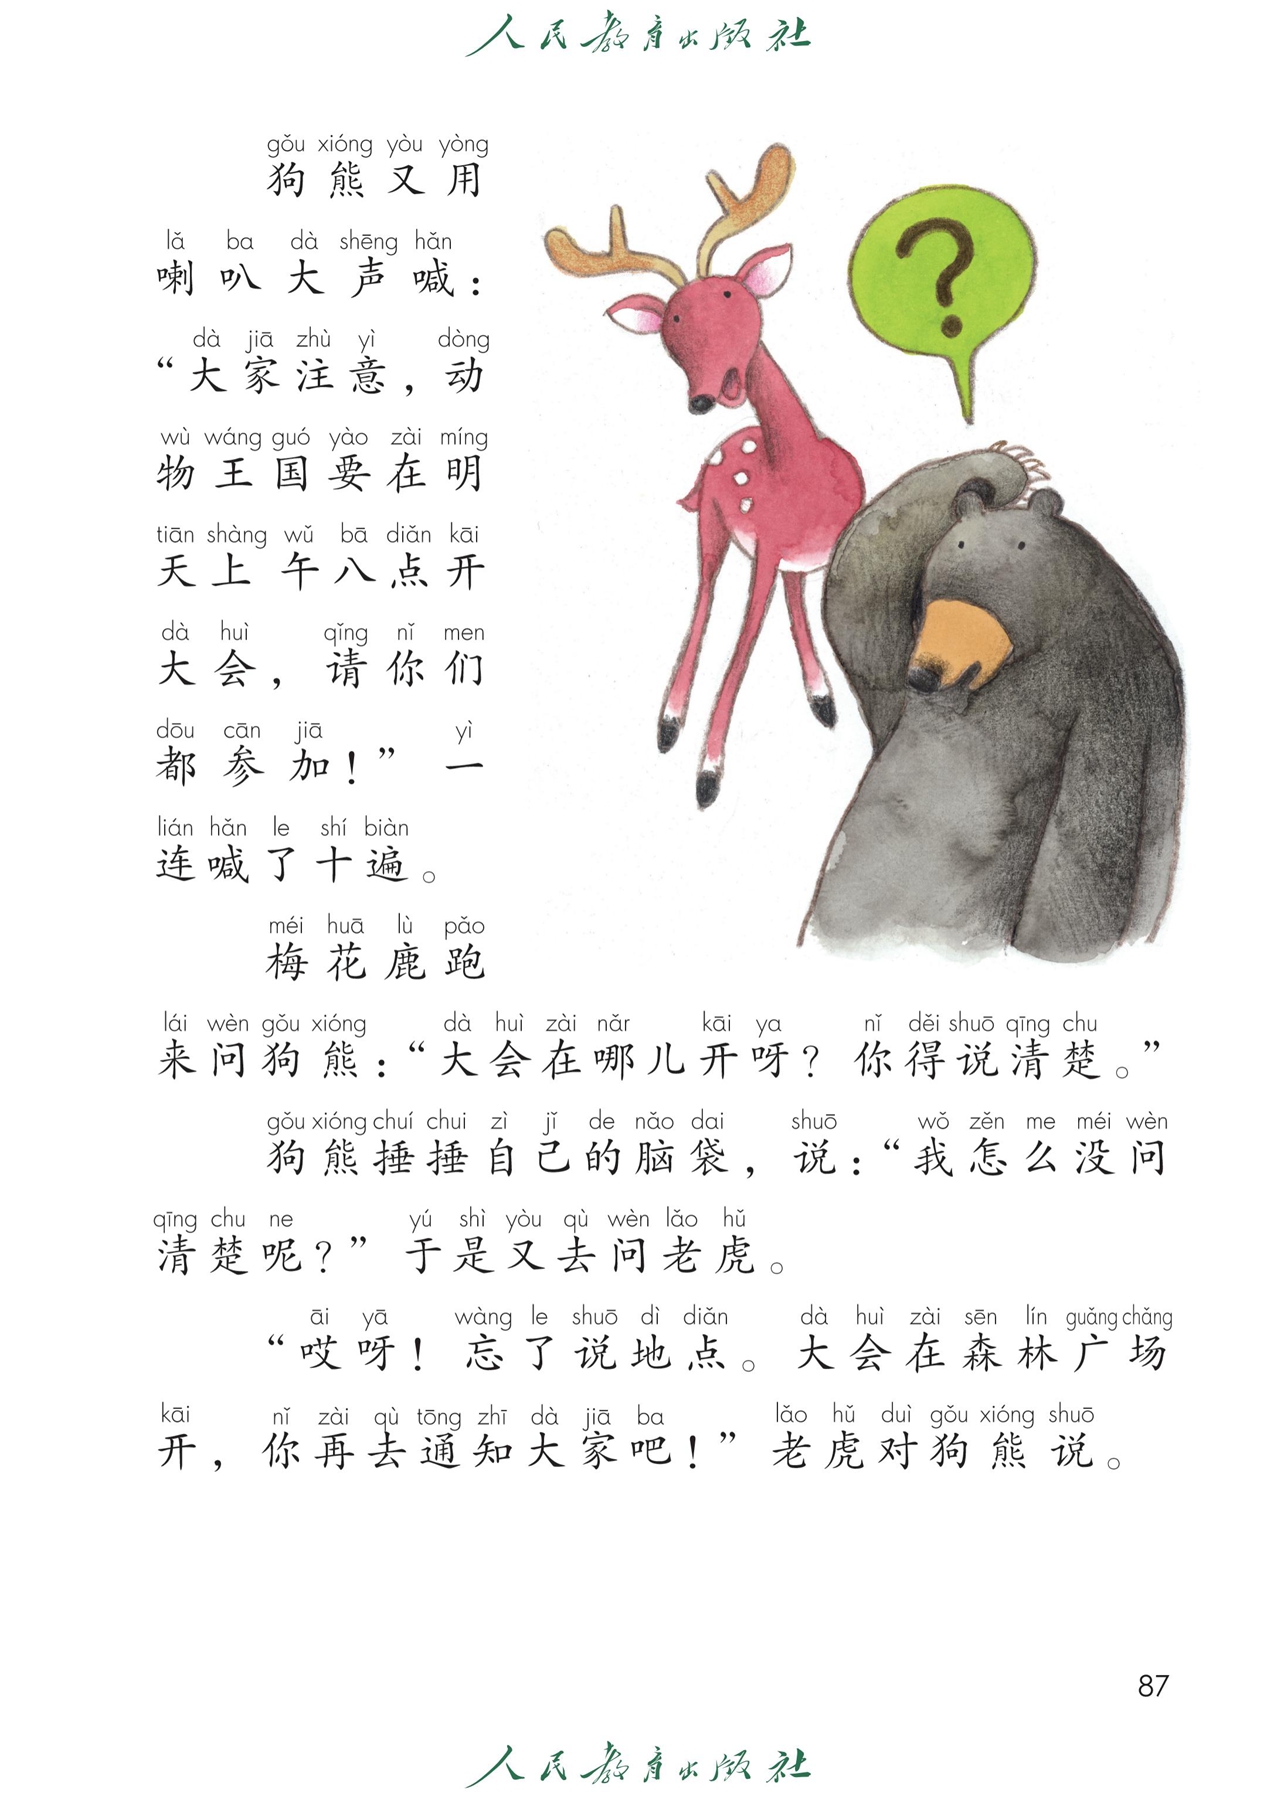 人民教育出版社
gǒu xióng yòu yòng
狗熊又用
lǎ ba dà shēng hǎn
喇叭大声喊：
dà jiā zhù yì dòng
“大家注意，动
wù wáng guó yào zài míng
物王国要在明
tiān shàng wǔ bā diǎn kāi
天上午八点开
dà huì qǐng nǐ men
大会，请你们
dōu cān jiā yì
都参加！”一
lián hǎn le shí biàn
连喊了十遍。
méi huā lù pǎo
梅花鹿跑
lái wèn gǒu xióng dà huì zài nǎr kāi ya nǐ děi shuō qīng chu
来问狗熊：“大会在哪儿开呀？你得说清楚。”
gǒu xióng chuí chui zì jǐ de nǎo dai shuō wǒ zěn me méi wèn
狗熊捶捶自己的脑袋，说：“我怎么没问
qīng chu ne yú shì yòu qù wèn lǎo hǔ
清楚呢？”于是又去问老虎。
āi yā wàng le shuō dì diǎn dà huì zài sēn lín guǎng chǎng
“哎呀！忘了说地点。大会在森林广场
kāi nǐ zài qù tōng zhī dà jiā ba lǎo hǔ duì gǒu xióng shuō
开，你再去通知大家吧！”老虎对狗熊说。
87
人民教育出版社